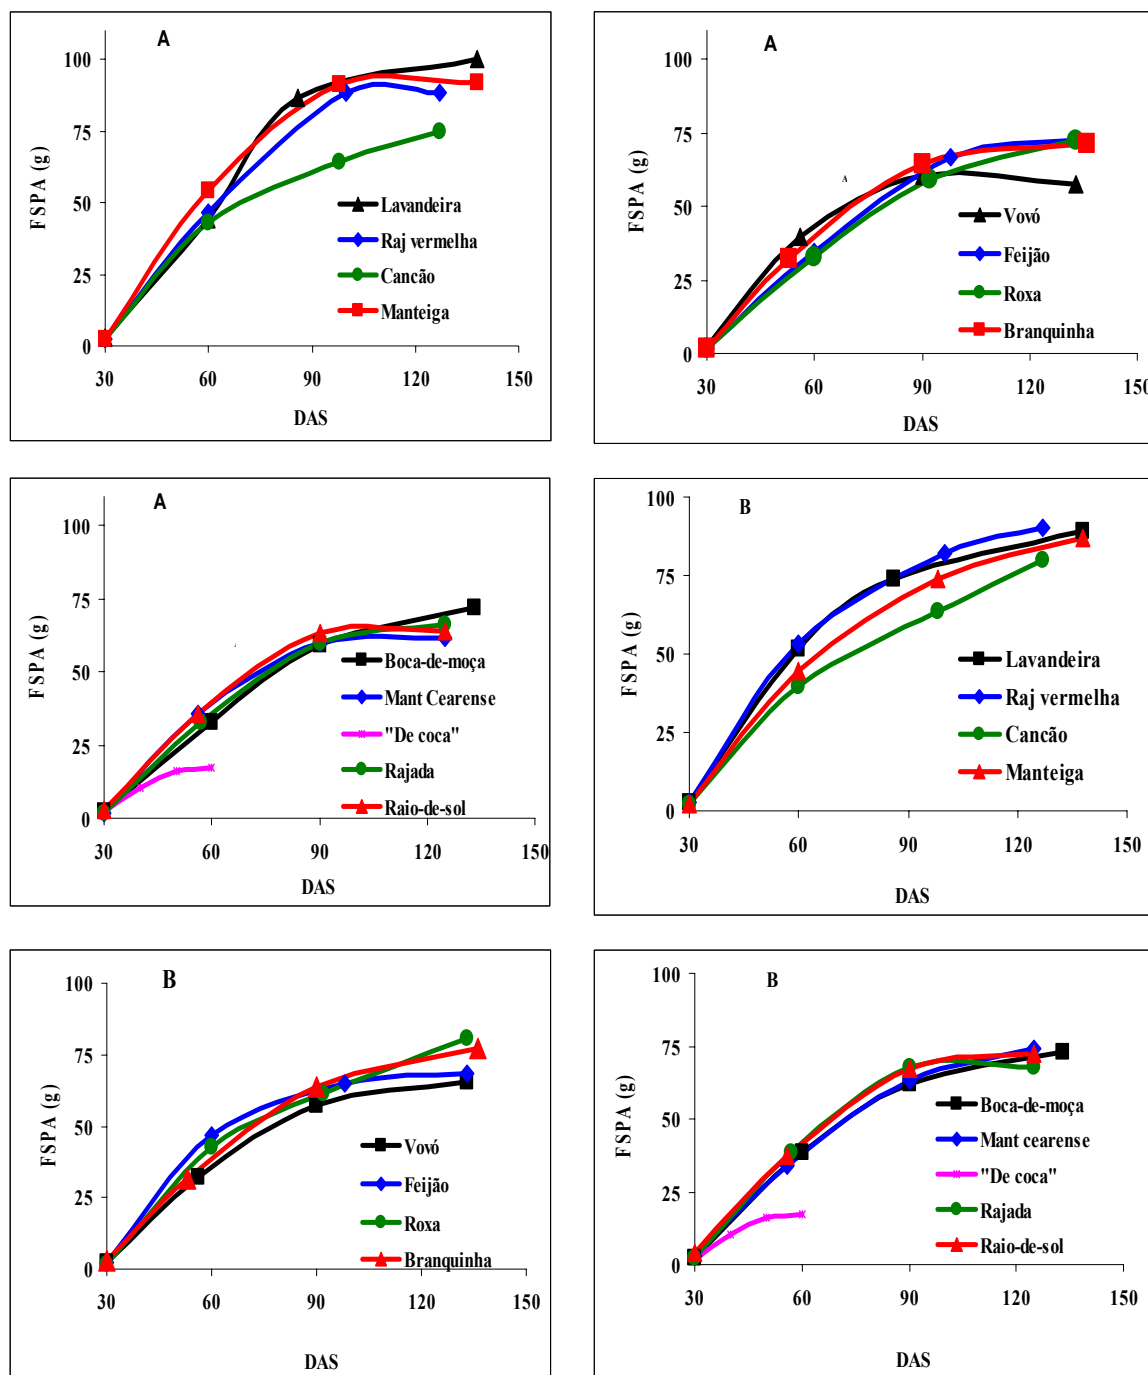 A
FSPA (g)
100
75
50
25
0
30 60 90 120 150
DAS
Lavandeira
Raj vermelha
Cancão
Manteiga
A
FSPA (g)
100
75
50
25
0
30 60 90 120 150
DAS
A
Vovó
Feijão
Roxa
Branquinha
A
FSPA (g)
100
75
50
25
0
30 60 90 120 150
DAS
Boca-de-moça
Mant Cearense
"De coca"
Rajada
Raio-de-sol
B
FSPA (g)
100
75
50
25
0
30 60 90 120 150
DAS
Lavandeira
Raj vermelha
Cancão
Manteiga
B
FSPA (g)
100
75
50
25
0
30 60 90 120 150
DAS
Vovó
Feijão
Roxa
Branquinha
B
FSPA (g)
100
75
50
25
0
30 60 90 120 150
DAS
Boca-de-moça
Mant cearense
"De coca"
Rajada
Raio-de-sol